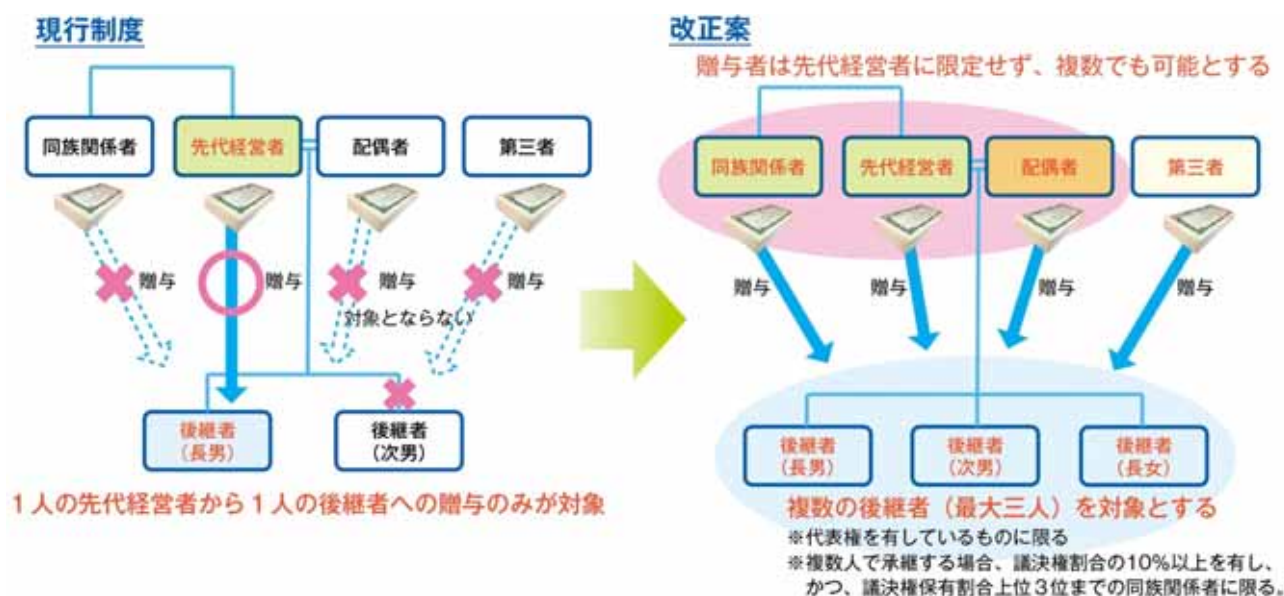 現行制度
同族関係者
先代経営者
配偶者
第三者
贈与
贈与
贈与
贈与
対象とならない
後継者
（長男）
後継者
（次男）
1人の先代経営者から1人の後継者への贈与のみが対象
改正案
贈与者は先代経営者に限定せず、複数でも可能とする
同族関係者
先代経営者
配偶者
第三者
贈与
贈与
贈与
贈与
後継者
（長男）
後継者
（次男）
後継者
（長女）
複数の後継者（最大三人）を対象とする
※代表権を有しているものに限る
※複数人で承継する場合、議決権割合の10%以上を有し、
かつ、議決権保有割合上位3位までの同族関係者に限る。